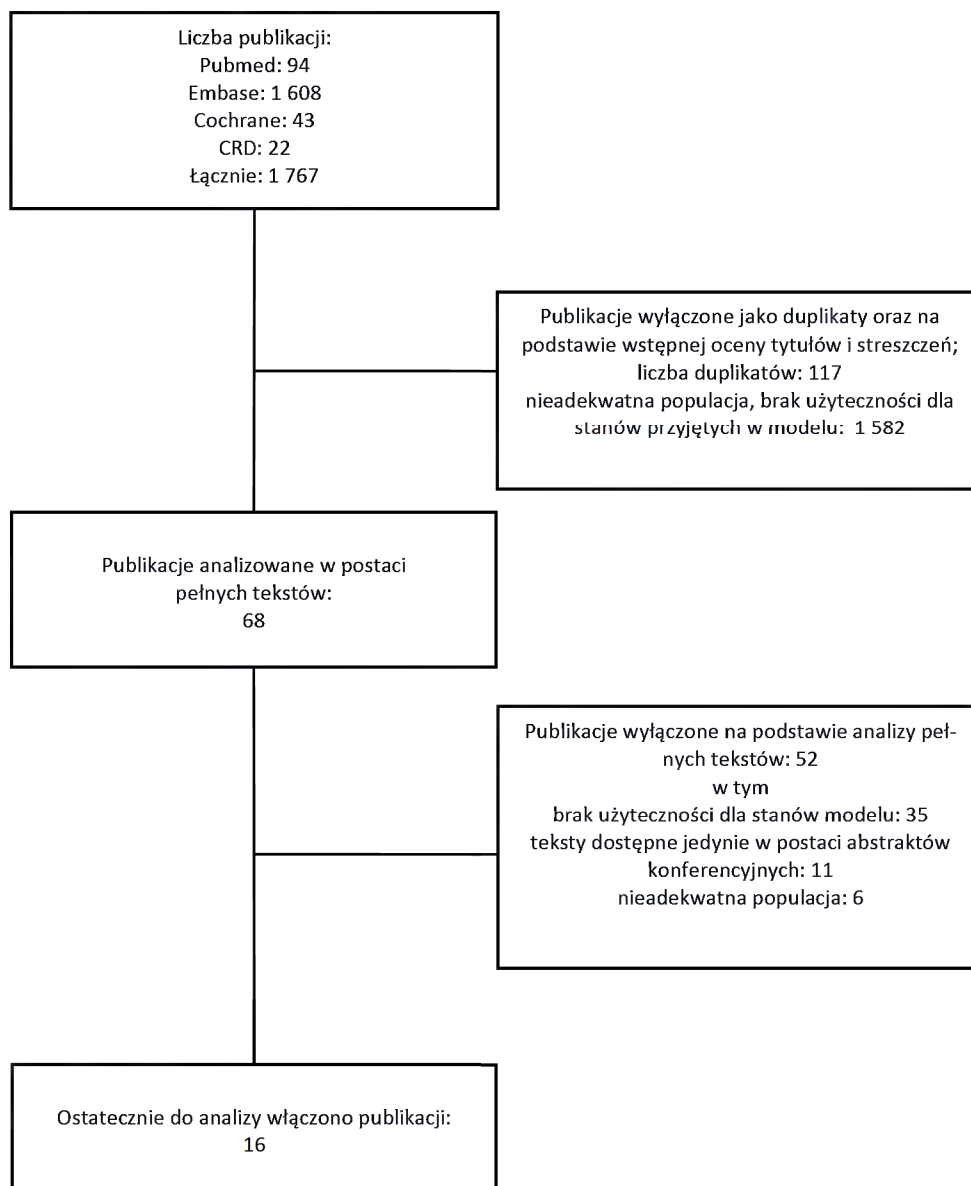 Liczba publikacji:
Pubmed: 94
Embase: 1 608
Cochrane: 43
CRD: 22
Łącznie: 1 767
Publikacje wyłączone jako duplikaty oraz na
podstawie wstępnej oceny tytułów i streszczeń;
liczba duplikatów: 117
nieadekwatna populacja, brak użyteczności dla
stanów przyjętych w modelu: 1 582
Publikacje analizowane w postaci
pełnych tekstów:
68
Publikacje wyłączone na podstawie analizy peł-
nych tekstów: 52
w tym
brak użyteczności dla stanów modelu: 35
teksty dostępne jedynie w postaci abstraktów
konferencyjnych: 11
nieadekwatna populacja: 6
Ostatecznie do analizy włączono publikacji:
16